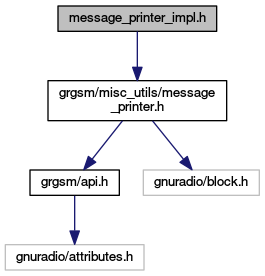 message_printer_impl.h
grgsm/misc_utils/message
_printer.h
grgsm/api.h
gnuradio/block.h
gnuradio/attributes.h